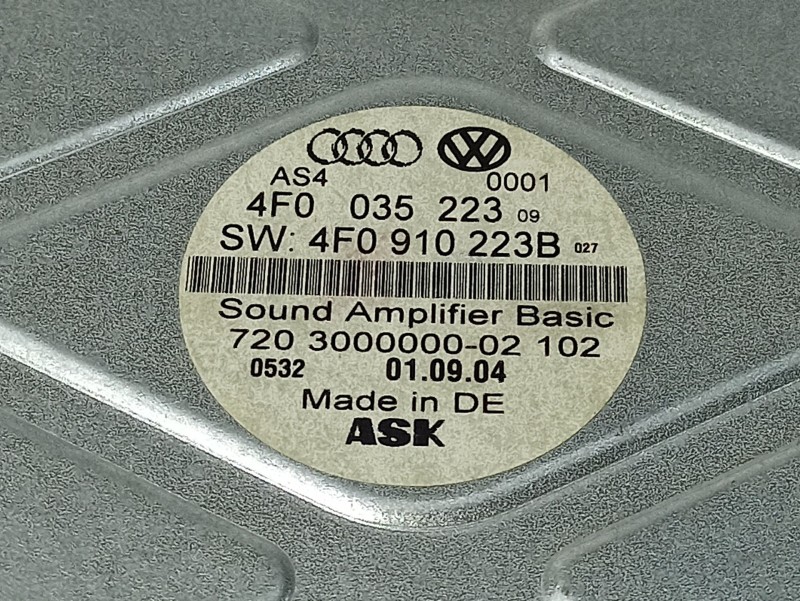 AS4 0001
4F0 035 223 09
SW: 4F0 910 223B 027
Sound Amplifier Basic
720 3000000-02 102
0532 01.09.04
Made in DE
ASK